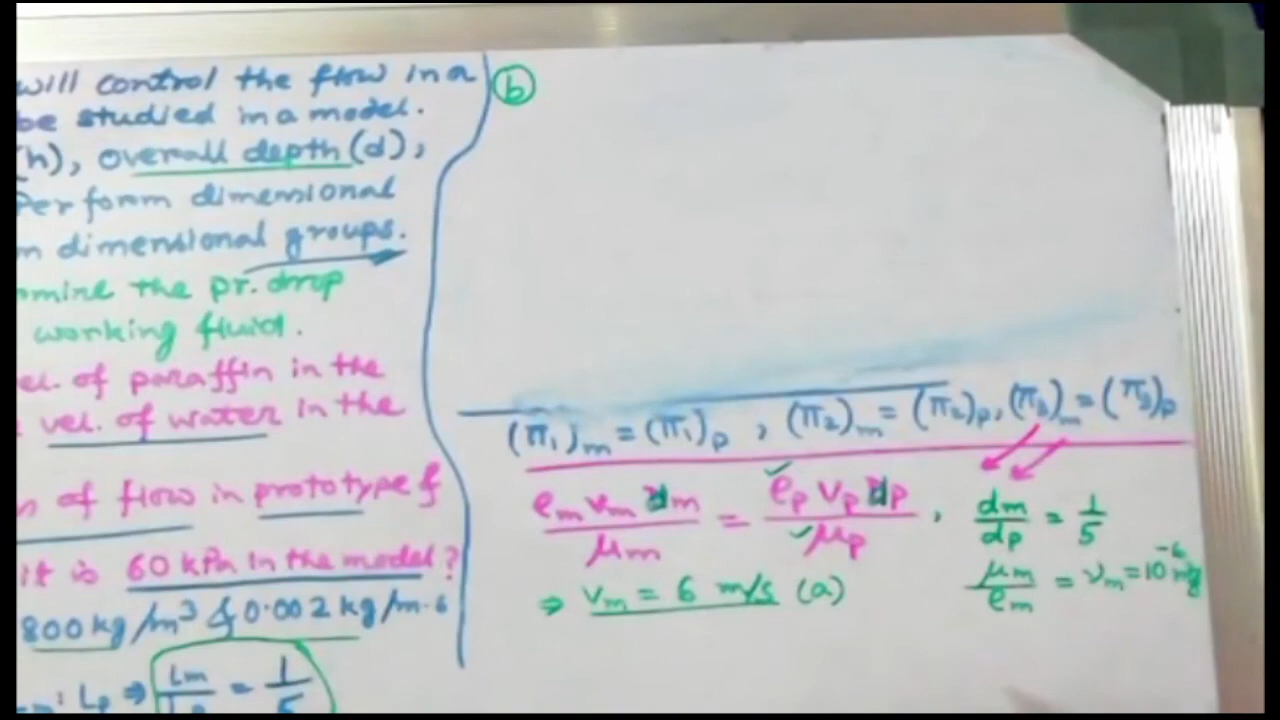 will control the flow in a
be studied in a model.
(h), overall depth (d),
Perform dimensional
dimensional groups.
the pr. drop
working fluid.
vel. of paraffin in the
vel. of water in the
of flow in prototype &
it is 60 kPa in the model?
800 kg/m³ & 0.002 kg/m-s
Lp ⇒ Lm/Lp = 1/5
b
(π₁)m = (π₁)p, (π₂)m = (π₂)p, (π₃)m = (π₃)p
ρm vm dm / μm = ρp vp dp / μp, dm/dp = 1/5
⇒ vm = 6 m/s (a) μm/ρm = νm = 10⁻⁶ m²/s